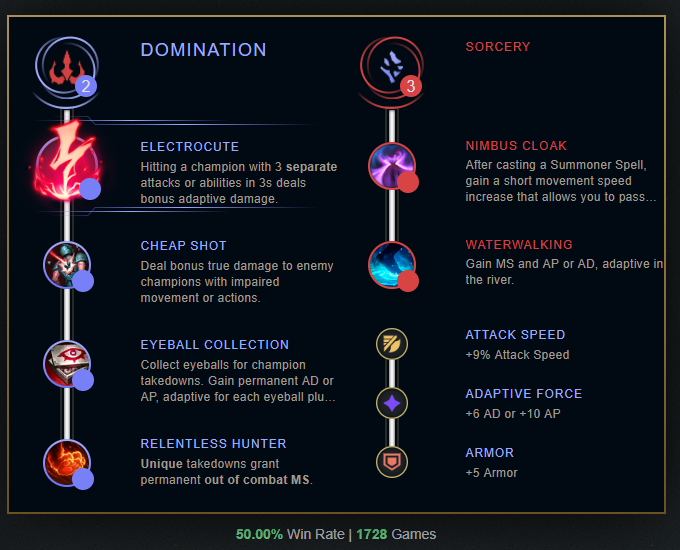 DOMINATION
2
ELECTROCUTE
Hitting a champion with 3 separate
attacks or abilities in 3s deals
bonus adaptive damage.
CHEAP SHOT
Deal bonus true damage to enemy
champions with impaired
movement or actions.
EYEBALL COLLECTION
Collect eyeballs for champion
takedowns. Gain permanent AD or
AP, adaptive for each eyeball plu...
RELENTLESS HUNTER
Unique takedowns grant
permanent out of combat MS.
SORCERY
3
NIMBUS CLOAK
After casting a Summoner Spell,
gain a short movement speed
increase that allows you to pass...
WATERWALKING
Gain MS and AP or AD, adaptive in
the river.
ATTACK SPEED
+9% Attack Speed
ADAPTIVE FORCE
+6 AD or +10 AP
ARMOR
+5 Armor
50.00% Win Rate | 1728 Games